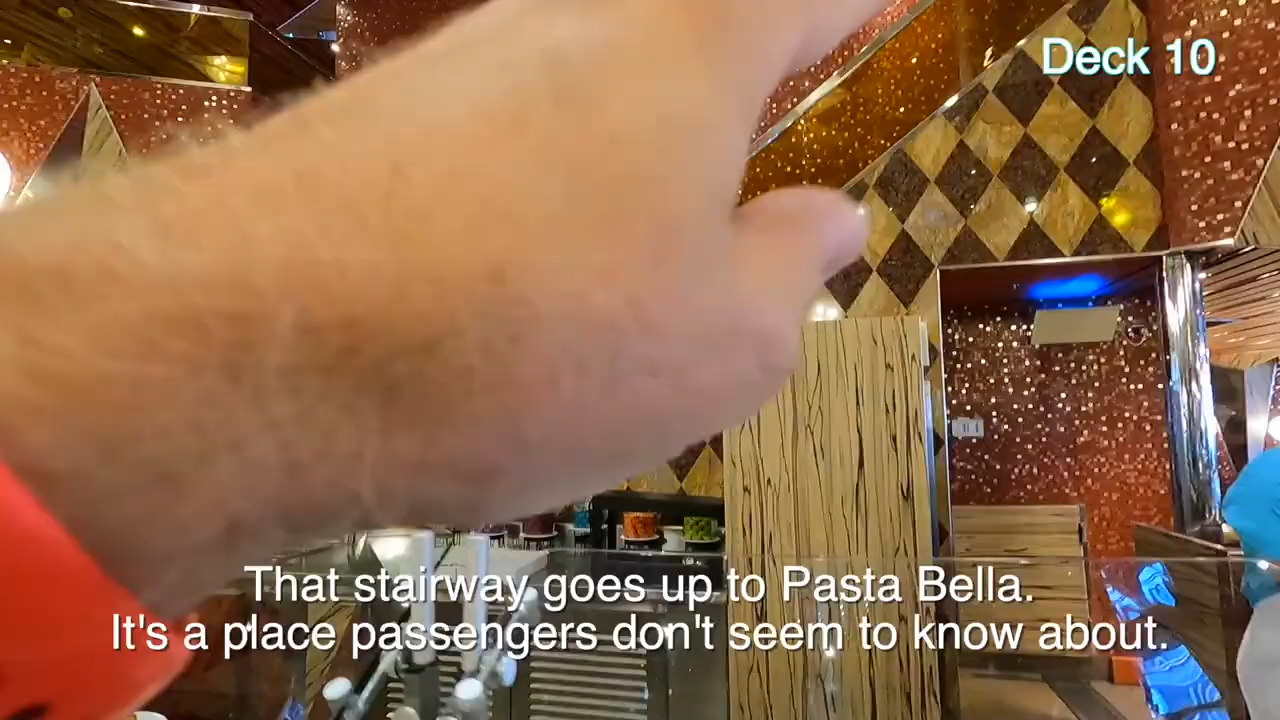 Deck 10
That stairway goes up to Pasta Bella.
It's a place passengers don't seem to know about.